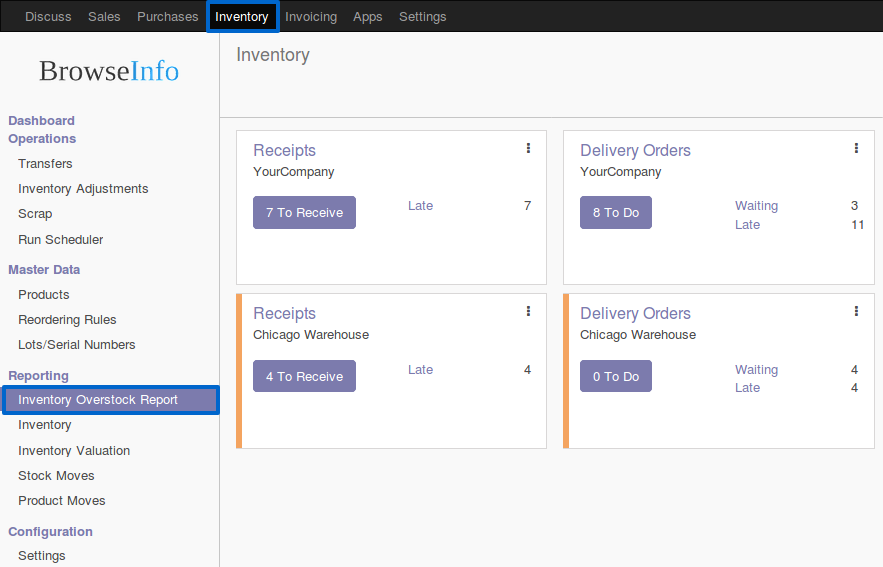 Discuss Sales Purchases Inventory Invoicing Apps Settings
BrowseInfo
Dashboard
Operations
Transfers
Inventory Adjustments
Scrap
Run Scheduler
Master Data
Products
Reordering Rules
Lots/Serial Numbers
Reporting
Inventory Overstock Report
Inventory
Inventory Valuation
Stock Moves
Product Moves
Configuration
Settings
Inventory
Receipts
YourCompany
7 To Receive
Late 7
Delivery Orders
YourCompany
8 To Do
Waiting 3
Late 11
Receipts
Chicago Warehouse
4 To Receive
Late 4
Delivery Orders
Chicago Warehouse
0 To Do
Waiting 4
Late 4